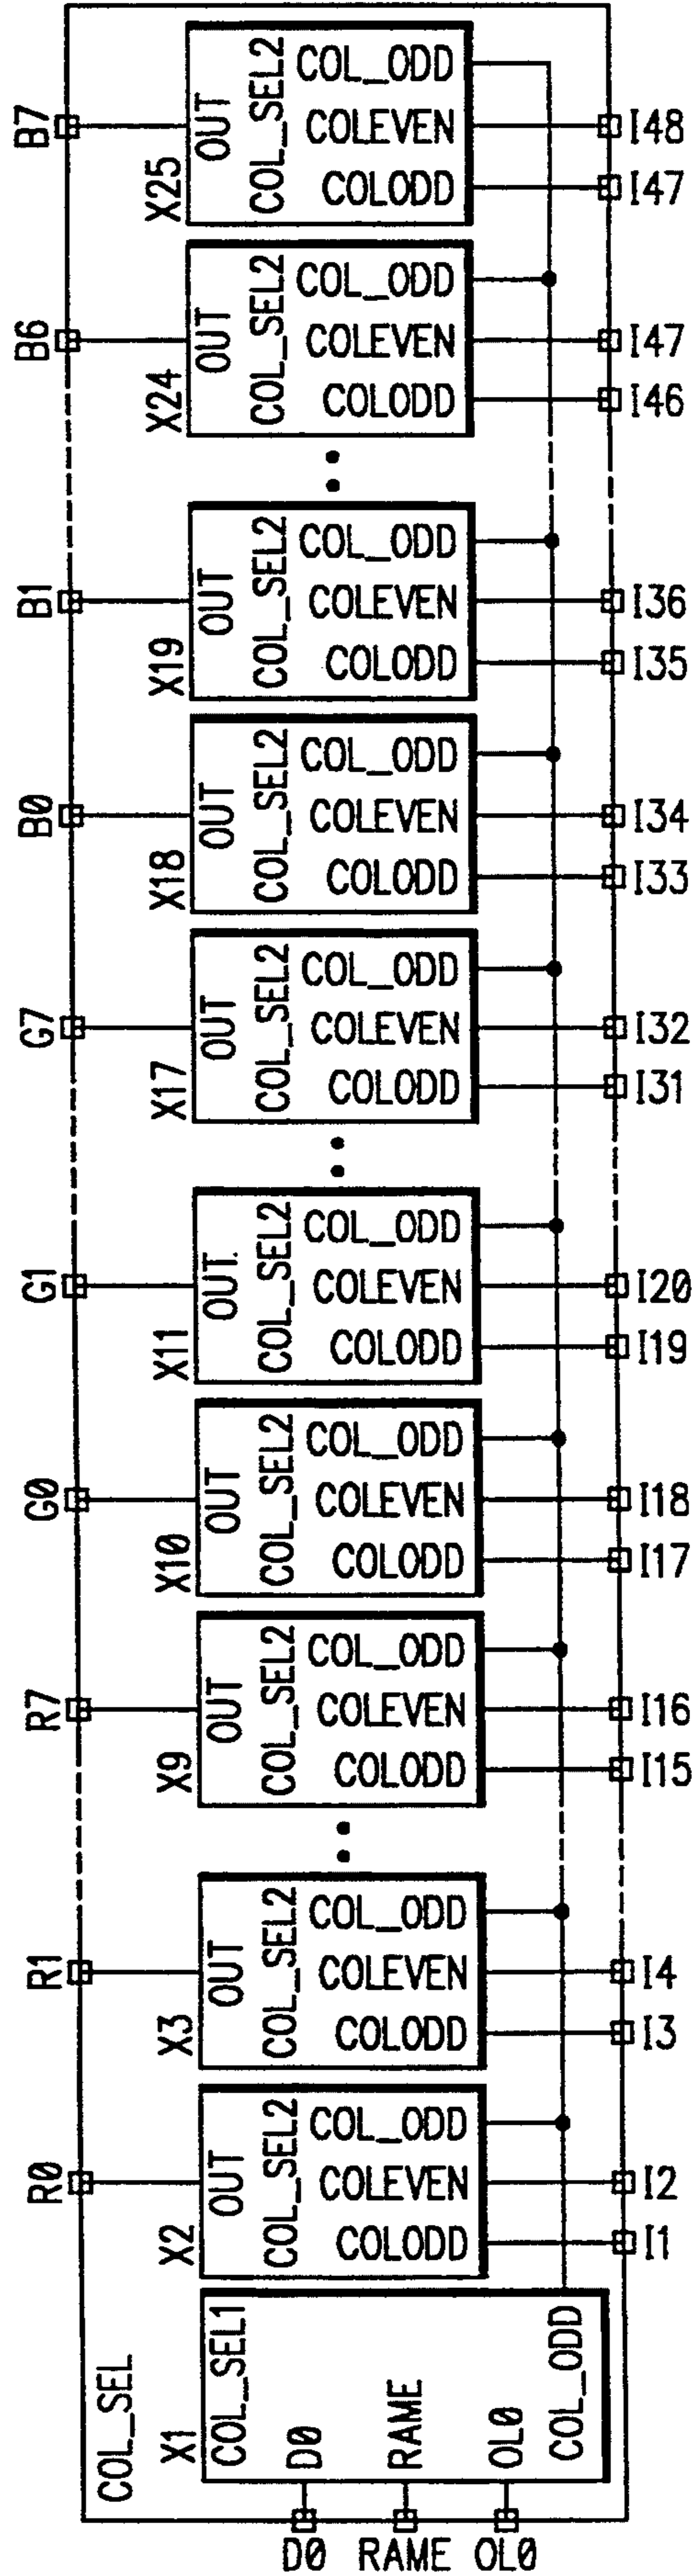 COL_SEL
X1
COL_SEL1
D0
RAME
OL0
COL_ODD
D0
RAME
OL0
R0
X2
OUT
COL_SEL2
COL_ODD
COLEVEN
COLODD
I2
I1
R1
X3
OUT
COL_SEL2
COL_ODD
COLEVEN
COLODD
I4
I3
R7
X9
OUT
COL_SEL2
COL_ODD
COLEVEN
COLODD
I16
I15
G0
X10
OUT
COL_SEL2
COL_ODD
COLEVEN
COLODD
I18
I17
G1
X11
OUT
COL_SEL2
COL_ODD
COLEVEN
COLODD
I20
I19
G7
X17
OUT
COL_SEL2
COL_ODD
COLEVEN
COLODD
I32
I31
B0
X18
OUT
COL_SEL2
COL_ODD
COLEVEN
COLODD
I34
I33
B1
X19
OUT
COL_SEL2
COL_ODD
COLEVEN
COLODD
I36
I35
B6
X24
OUT
COL_SEL2
COL_ODD
COLEVEN
COLODD
I47
I46
B7
X25
OUT
COL_SEL2
COL_ODD
COLEVEN
COLODD
I48
I47